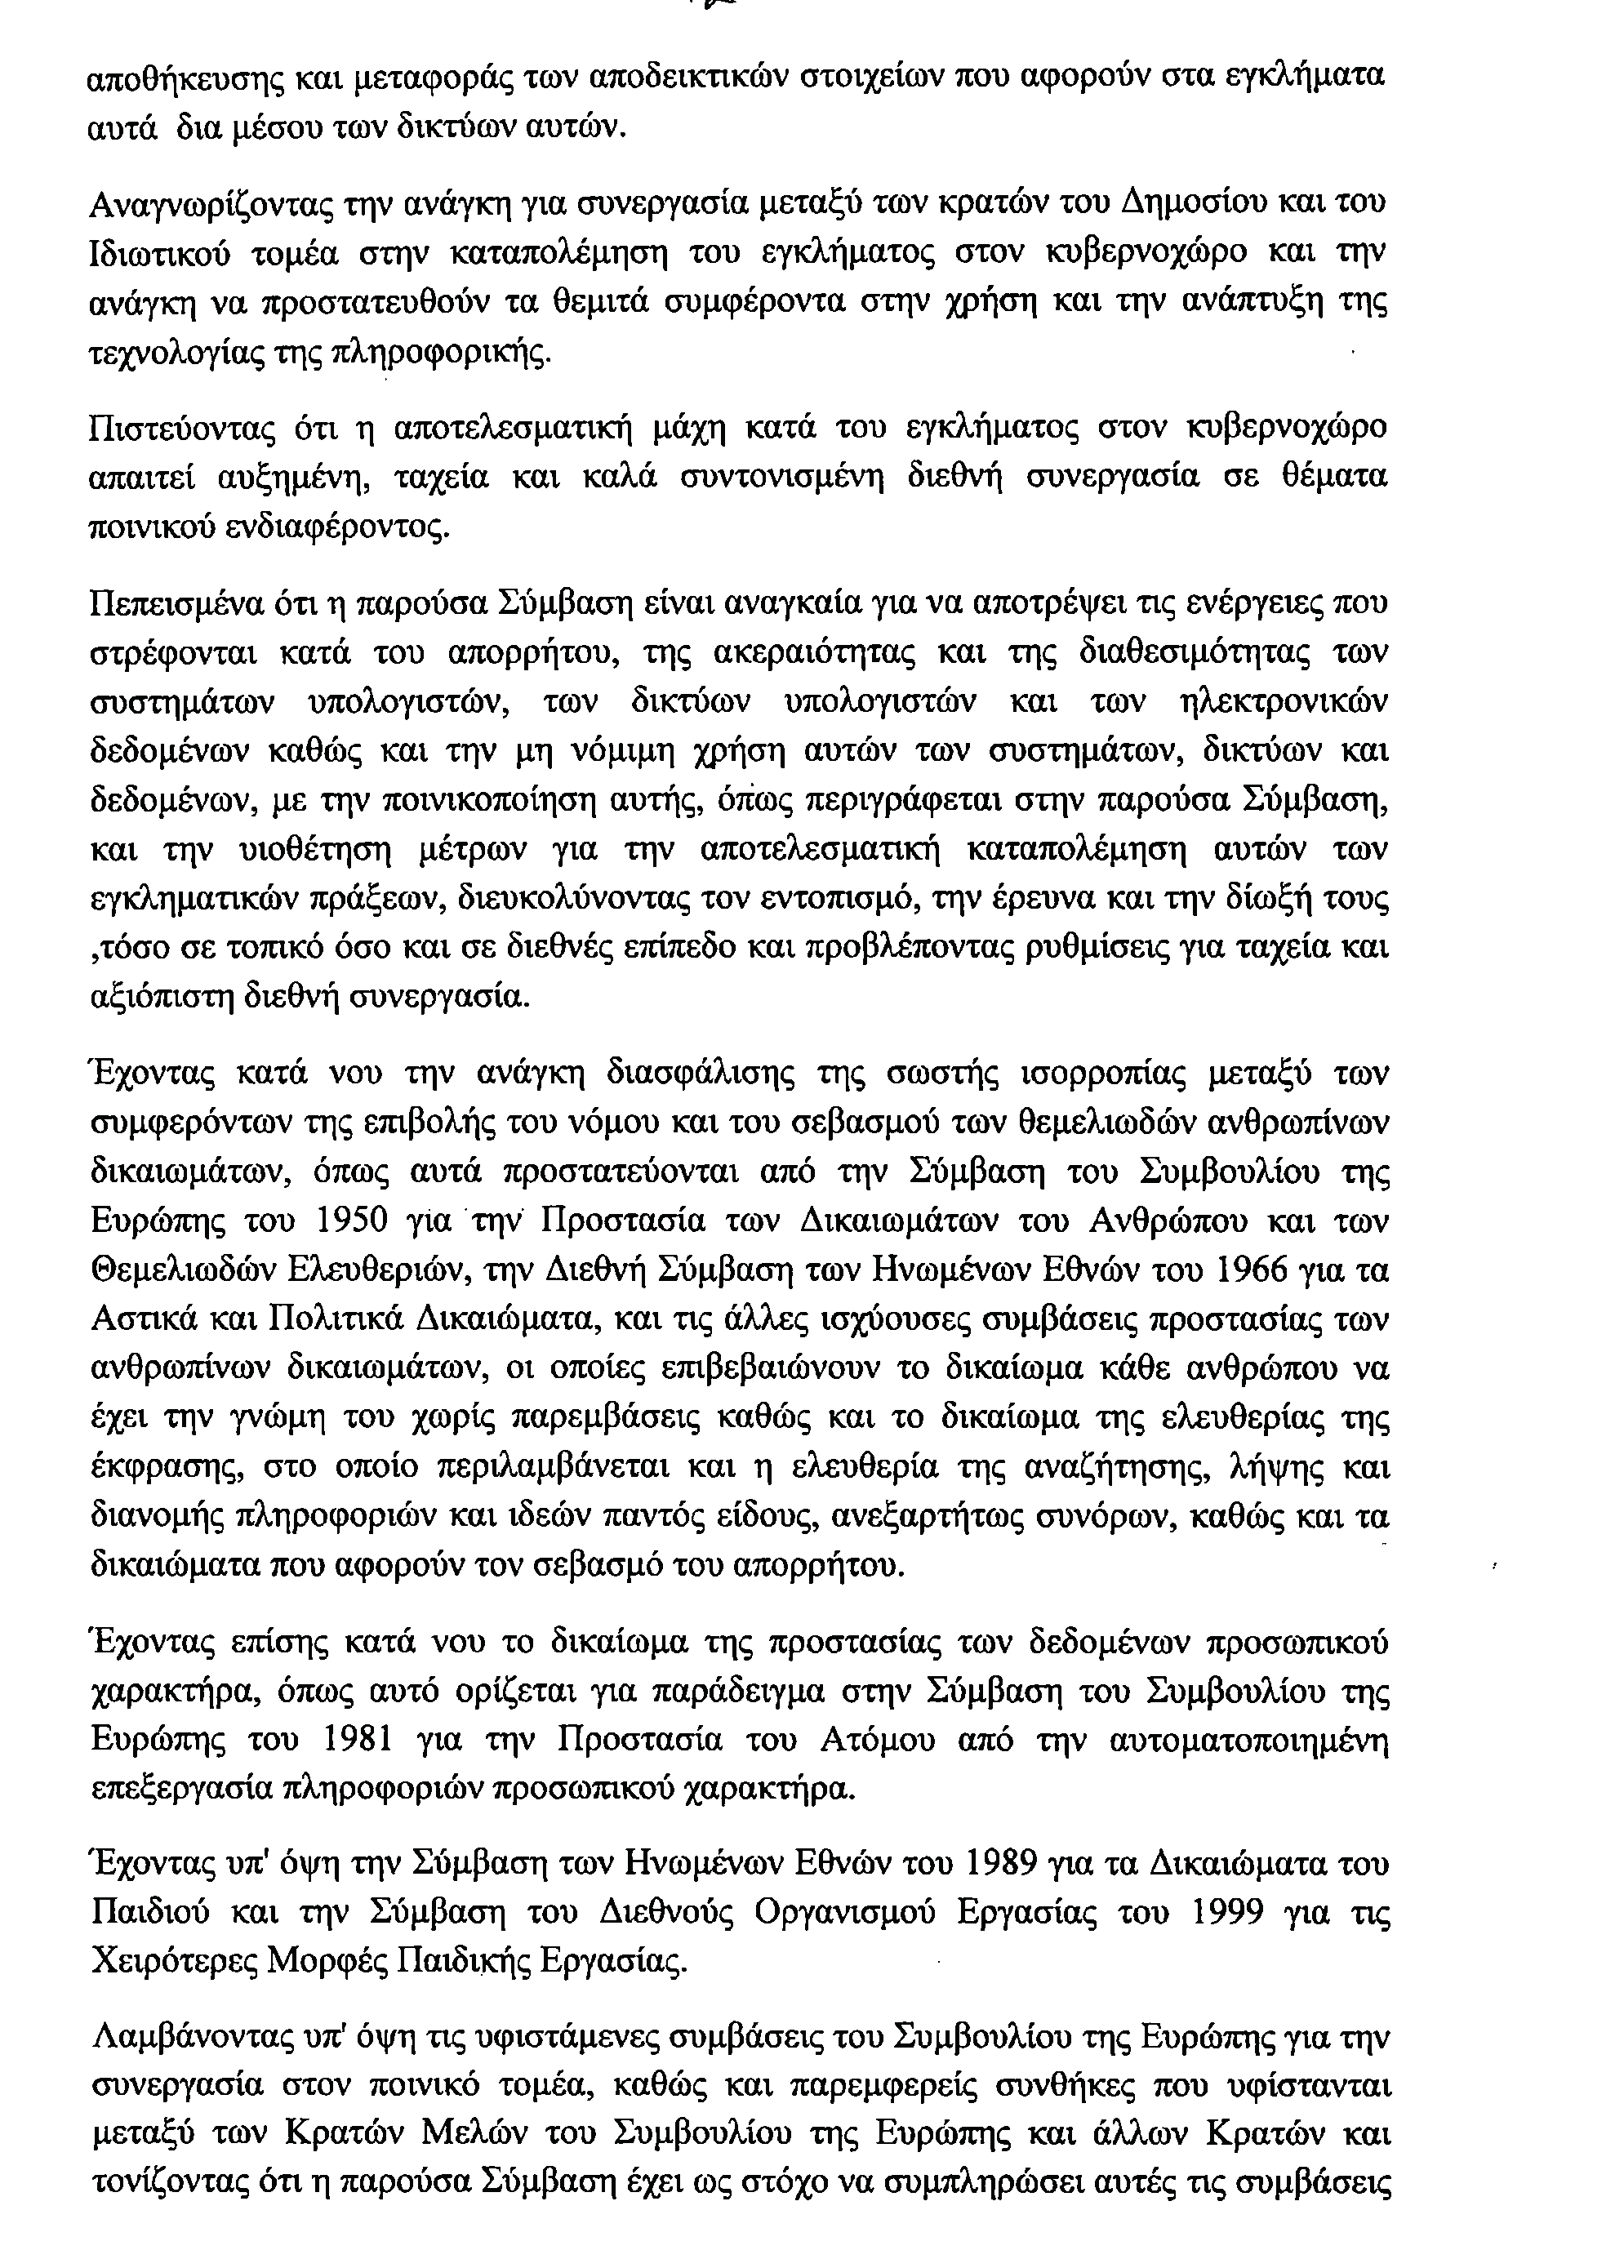 αποθήκευσης και μεταφοράς των αποδεικτικών στοιχείων που αφορούν στα εγκλήματα
αυτά δια μέσου των δικτύων αυτών.
Αναγνωρίζοντας την ανάγκη για συνεργασία μεταξύ των κρατών του Δημοσίου και του
Ιδιωτικού τομέα στην καταπολέμηση του εγκλήματος στον κυβερνοχώρο και την
ανάγκη να προστατευθούν τα θεμιτά συμφέροντα στην χρήση και την ανάπτυξη της
τεχνολογίας της πληροφορικής.
Πιστεύοντας ότι η αποτελεσματική μάχη κατά του εγκλήματος στον κυβερνοχώρο
απαιτεί αυξημένη, ταχεία και καλά συντονισμένη διεθνή συνεργασία σε θέματα
ποινικού ενδιαφέροντος.
Πεπεισμένα ότι η παρούσα Σύμβαση είναι αναγκαία για να αποτρέψει τις ενέργειες που
στρέφονται κατά του απορρήτου, της ακεραιότητας και της διαθεσιμότητας των
συστημάτων υπολογιστών, των δικτύων υπολογιστών και των ηλεκτρονικών
δεδομένων καθώς και την μη νόμιμη χρήση αυτών των συστημάτων, δικτύων και
δεδομένων, με την ποινικοποίηση αυτής, όπως περιγράφεται στην παρούσα Σύμβαση,
και την υιοθέτηση μέτρων για την αποτελεσματική καταπολέμηση αυτών των
εγκληματικών πράξεων, διευκολύνοντας τον εντοπισμό, την έρευνα και την δίωξή τους
,τόσο σε τοπικό όσο και σε διεθνές επίπεδο και προβλέποντας ρυθμίσεις για ταχεία και
αξιόπιστη διεθνή συνεργασία.
Έχοντας κατά νου την ανάγκη διασφάλισης της σωστής ισορροπίας μεταξύ των
συμφερόντων της επιβολής του νόμου και του σεβασμού των θεμελιωδών ανθρωπίνων
δικαιωμάτων, όπως αυτά προστατεύονται από την Σύμβαση του Συμβουλίου της
Ευρώπης του 1950 για την Προστασία των Δικαιωμάτων του Ανθρώπου και των
Θεμελιωδών Ελευθεριών, την Διεθνή Σύμβαση των Ηνωμένων Εθνών του 1966 για τα
Αστικά και Πολιτικά Δικαιώματα, και τις άλλες ισχύουσες συμβάσεις προστασίας των
ανθρωπίνων δικαιωμάτων, οι οποίες επιβεβαιώνουν το δικαίωμα κάθε ανθρώπου να
έχει την γνώμη του χωρίς παρεμβάσεις καθώς και το δικαίωμα της ελευθερίας της
έκφρασης, στο οποίο περιλαμβάνεται και η ελευθερία της αναζήτησης, λήψης και
διανομής πληροφοριών και ιδεών παντός είδους, ανεξαρτήτως συνόρων, καθώς και τα
δικαιώματα που αφορούν τον σεβασμό του απορρήτου.
Έχοντας επίσης κατά νου το δικαίωμα της προστασίας των δεδομένων προσωπικού
χαρακτήρα, όπως αυτό ορίζεται για παράδειγμα στην Σύμβαση του Συμβουλίου της
Ευρώπης του 1981 για την Προστασία του Ατόμου από την αυτοματοποιημένη
επεξεργασία πληροφοριών προσωπικού χαρακτήρα.
Έχοντας υπ' όψη την Σύμβαση των Ηνωμένων Εθνών του 1989 για τα Δικαιώματα του
Παιδιού και την Σύμβαση του Διεθνούς Οργανισμού Εργασίας του 1999 για τις
Χειρότερες Μορφές Παιδικής Εργασίας.
Λαμβάνοντας υπ' όψη τις υφιστάμενες συμβάσεις του Συμβουλίου της Ευρώπης για την
συνεργασία στον ποινικό τομέα, καθώς και παρεμφερείς συνθήκες που υφίστανται
μεταξύ των Κρατών Μελών του Συμβουλίου της Ευρώπης και άλλων Κρατών και
τονίζοντας ότι η παρούσα Σύμβαση έχει ως στόχο να συμπληρώσει αυτές τις συμβάσεις